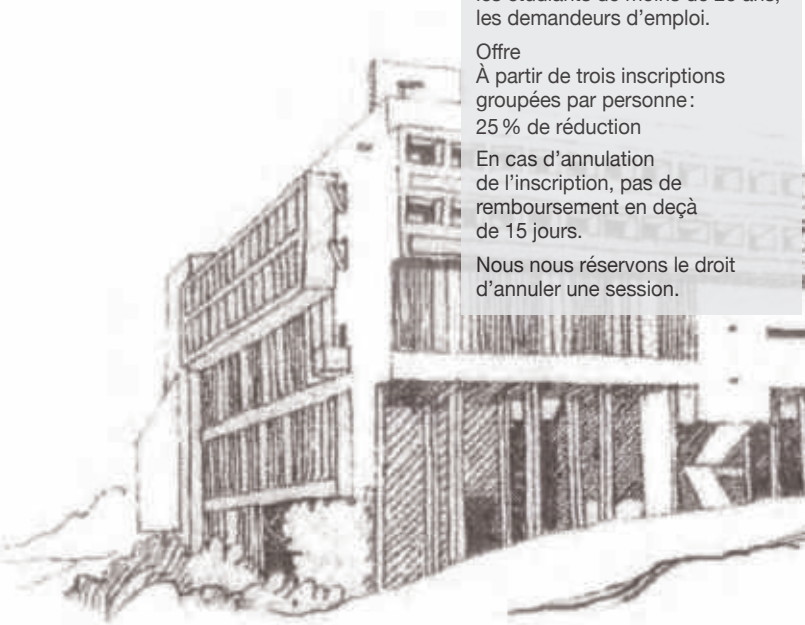 les étudiants de moins de 26 ans,
les demandeurs d’emploi.
Offre
À partir de trois inscriptions
groupées par personne :
25 % de réduction
En cas d’annulation
de l’inscription, pas de
remboursement en deçà
de 15 jours.
Nous nous réservons le droit
d’annuler une session.